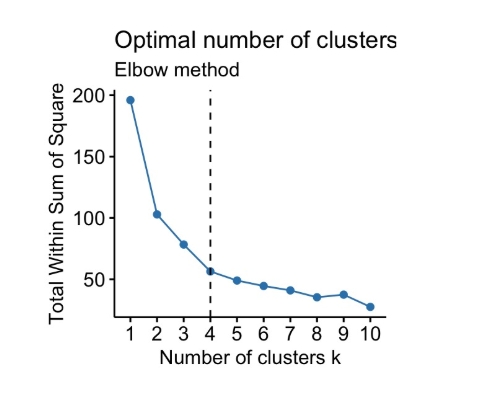 Optimal number of clusters
Elbow method
Total Within Sum of Square
200
150
100
50
1 2 3 4 5 6 7 8 9 10
Number of clusters k